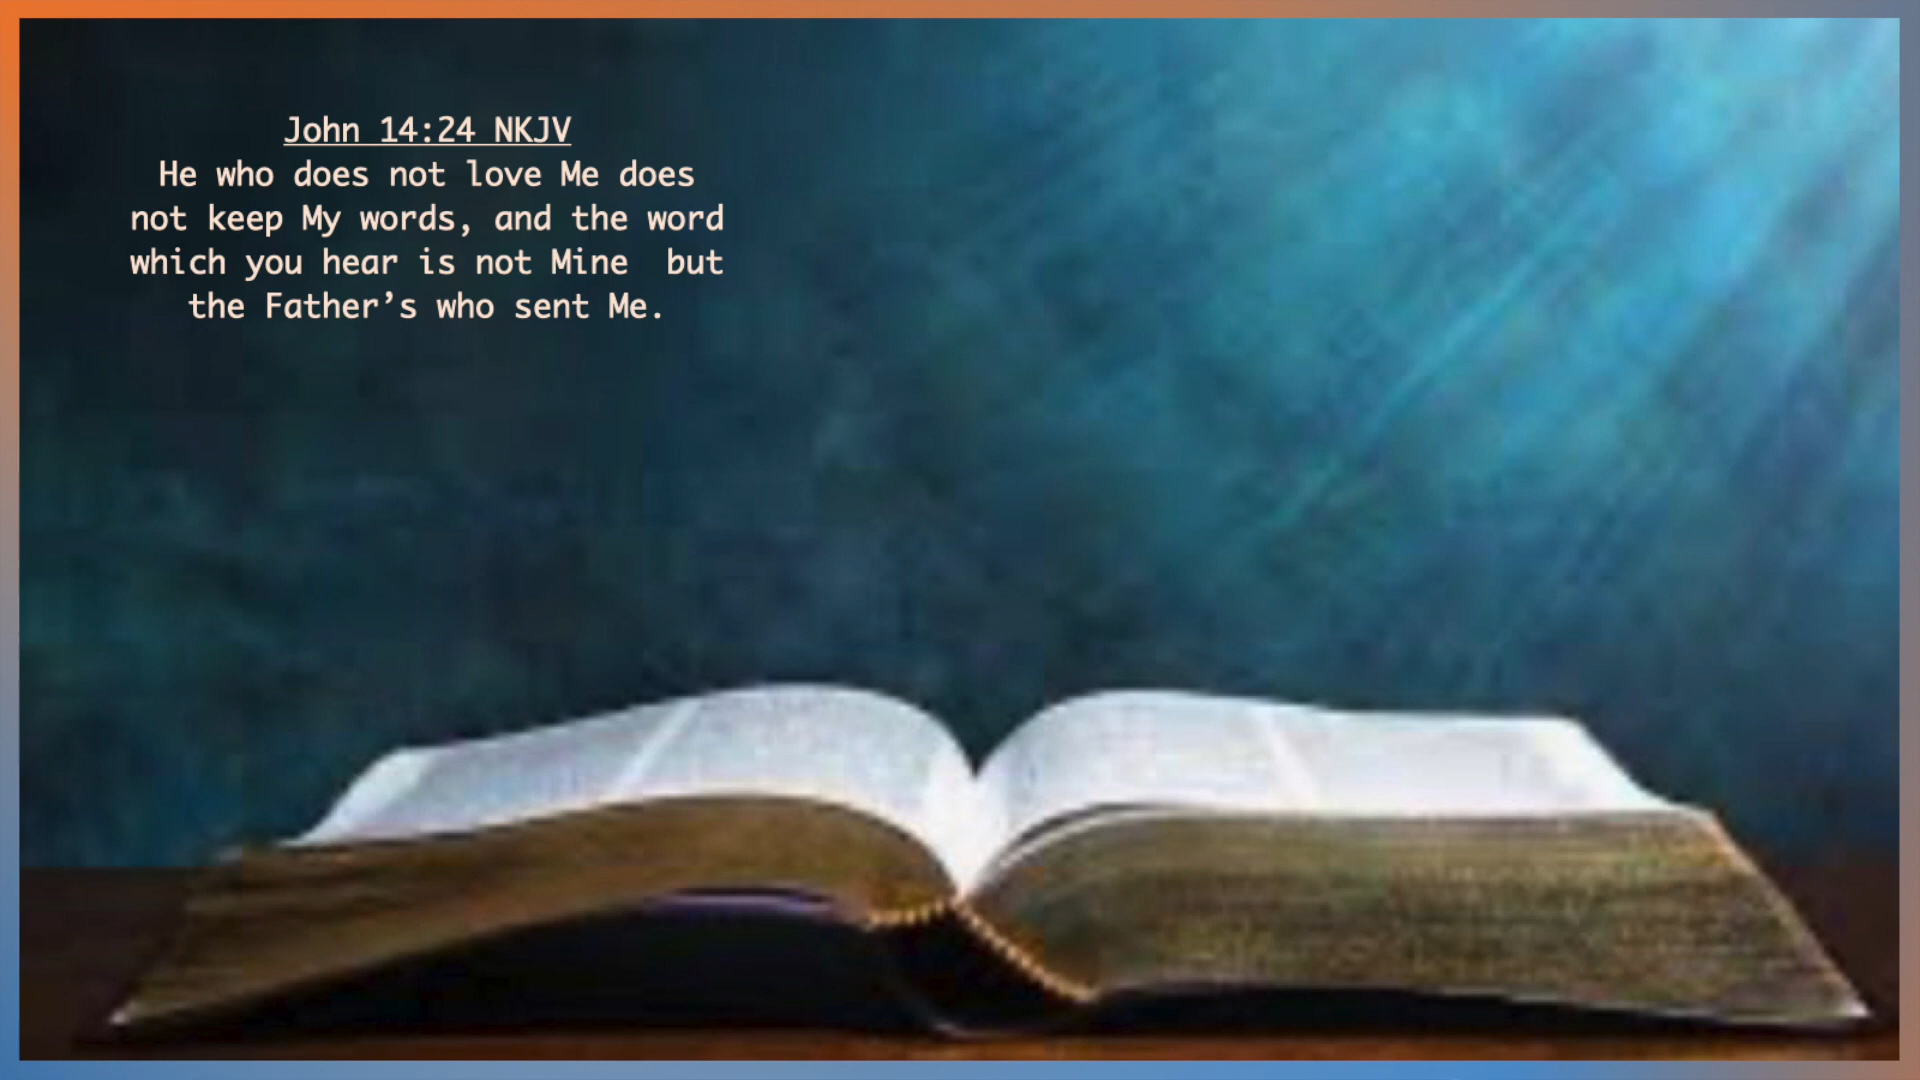 John 14:24 NKJV
He who does not love Me does
not keep My words, and the word
which you hear is not Mine  but
the Father’s who sent Me.